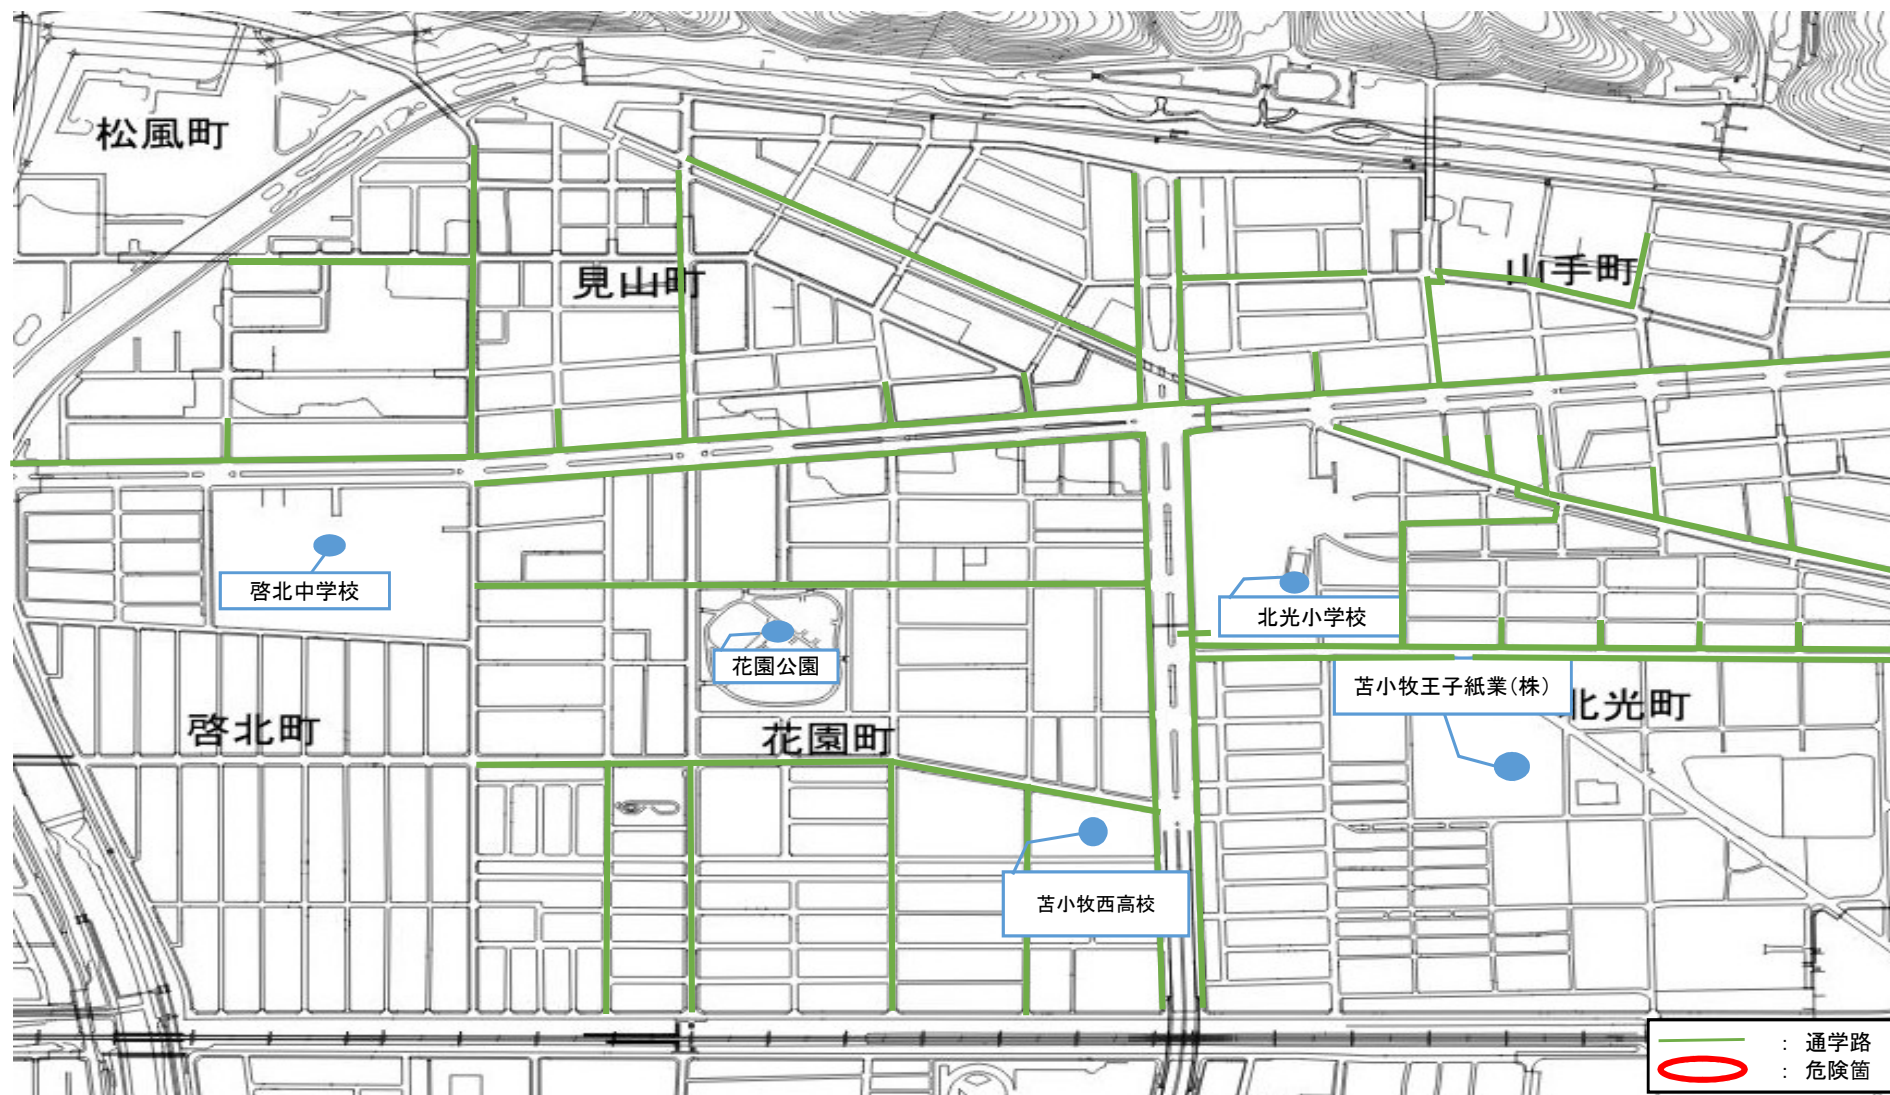 松風町
見山町
山手町
啓北中学校
北光小学校
花園公園
苫小牧王子紙業(株)
北光町
啓北町
花園町
苫小牧西高校
： 通学路
： 危険箇